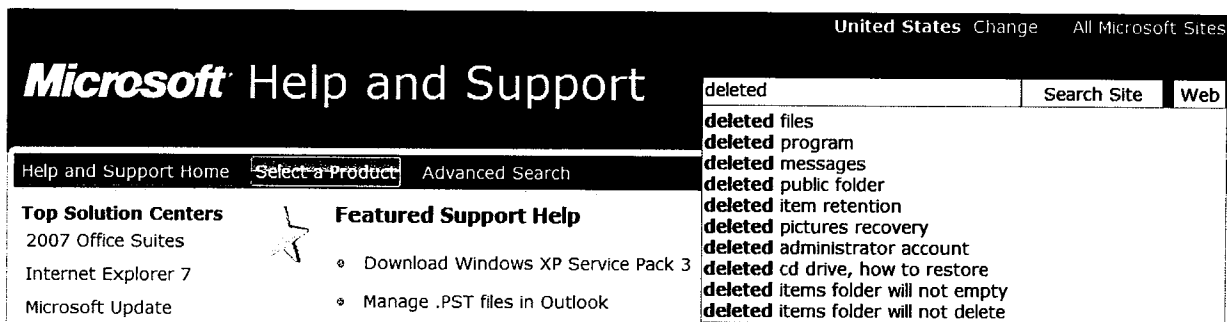 United States Change All Microsoft Sites
Microsoft Help and Support
deleted Search Site Web
deleted files
deleted program
deleted messages
deleted public folder
deleted item retention
deleted pictures recovery
deleted administrator account
deleted cd drive, how to restore
deleted items folder will not empty
deleted items folder will not delete
Help and Support Home Select a Product Advanced Search
Top Solution Centers
2007 Office Suites
Internet Explorer 7
Microsoft Update
Featured Support Help
Download Windows XP Service Pack 3
Manage .PST files in Outlook